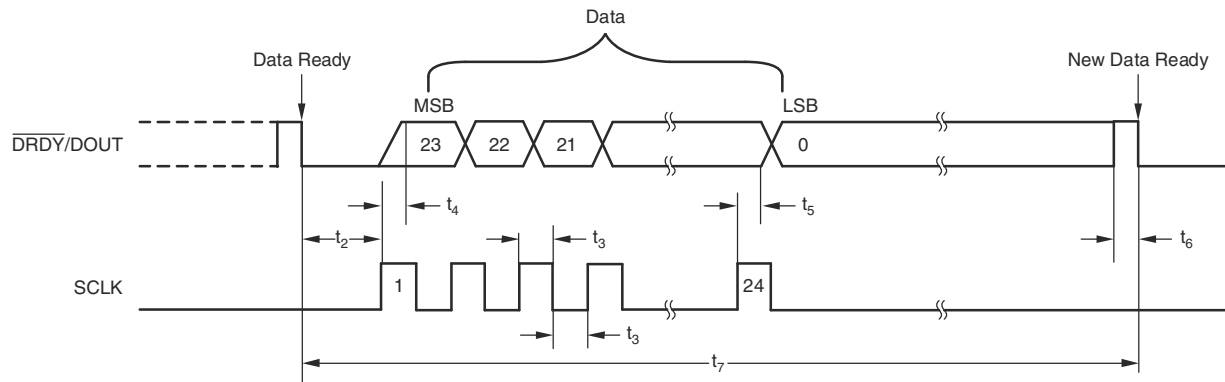 Data
Data Ready
New Data Ready
MSB
LSB
DRDY/DOUT
23
22
21
0
t4
t5
t2
t3
t6
SCLK
1
24
t3
t7